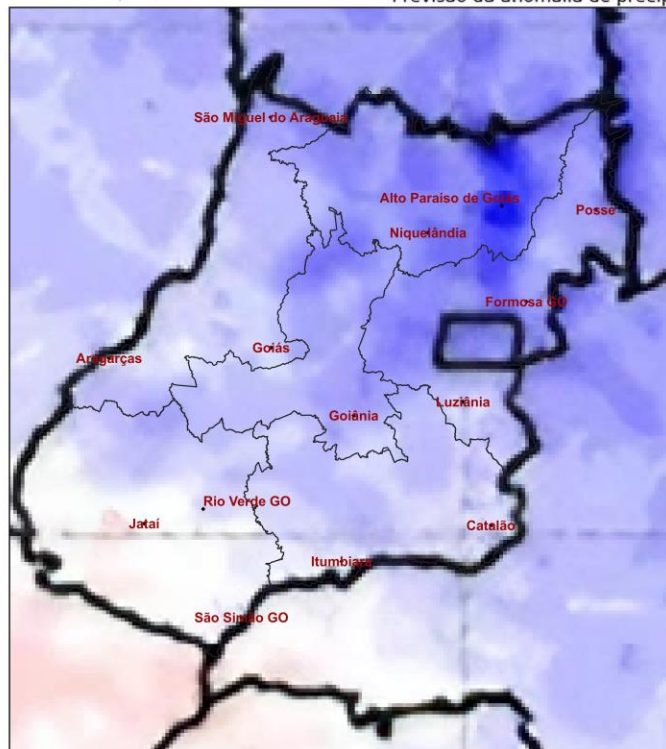 Previsão da anomalia de precip
São Miguel do Araguaia
Alto Paraíso de Goiás
Posse
Niquelândia
Formosa GO
Goiás
Aragarças
Luziânia
Goiânia
Rio Verde GO
Jataí
Catalão
Itumbiara
São Simão GO